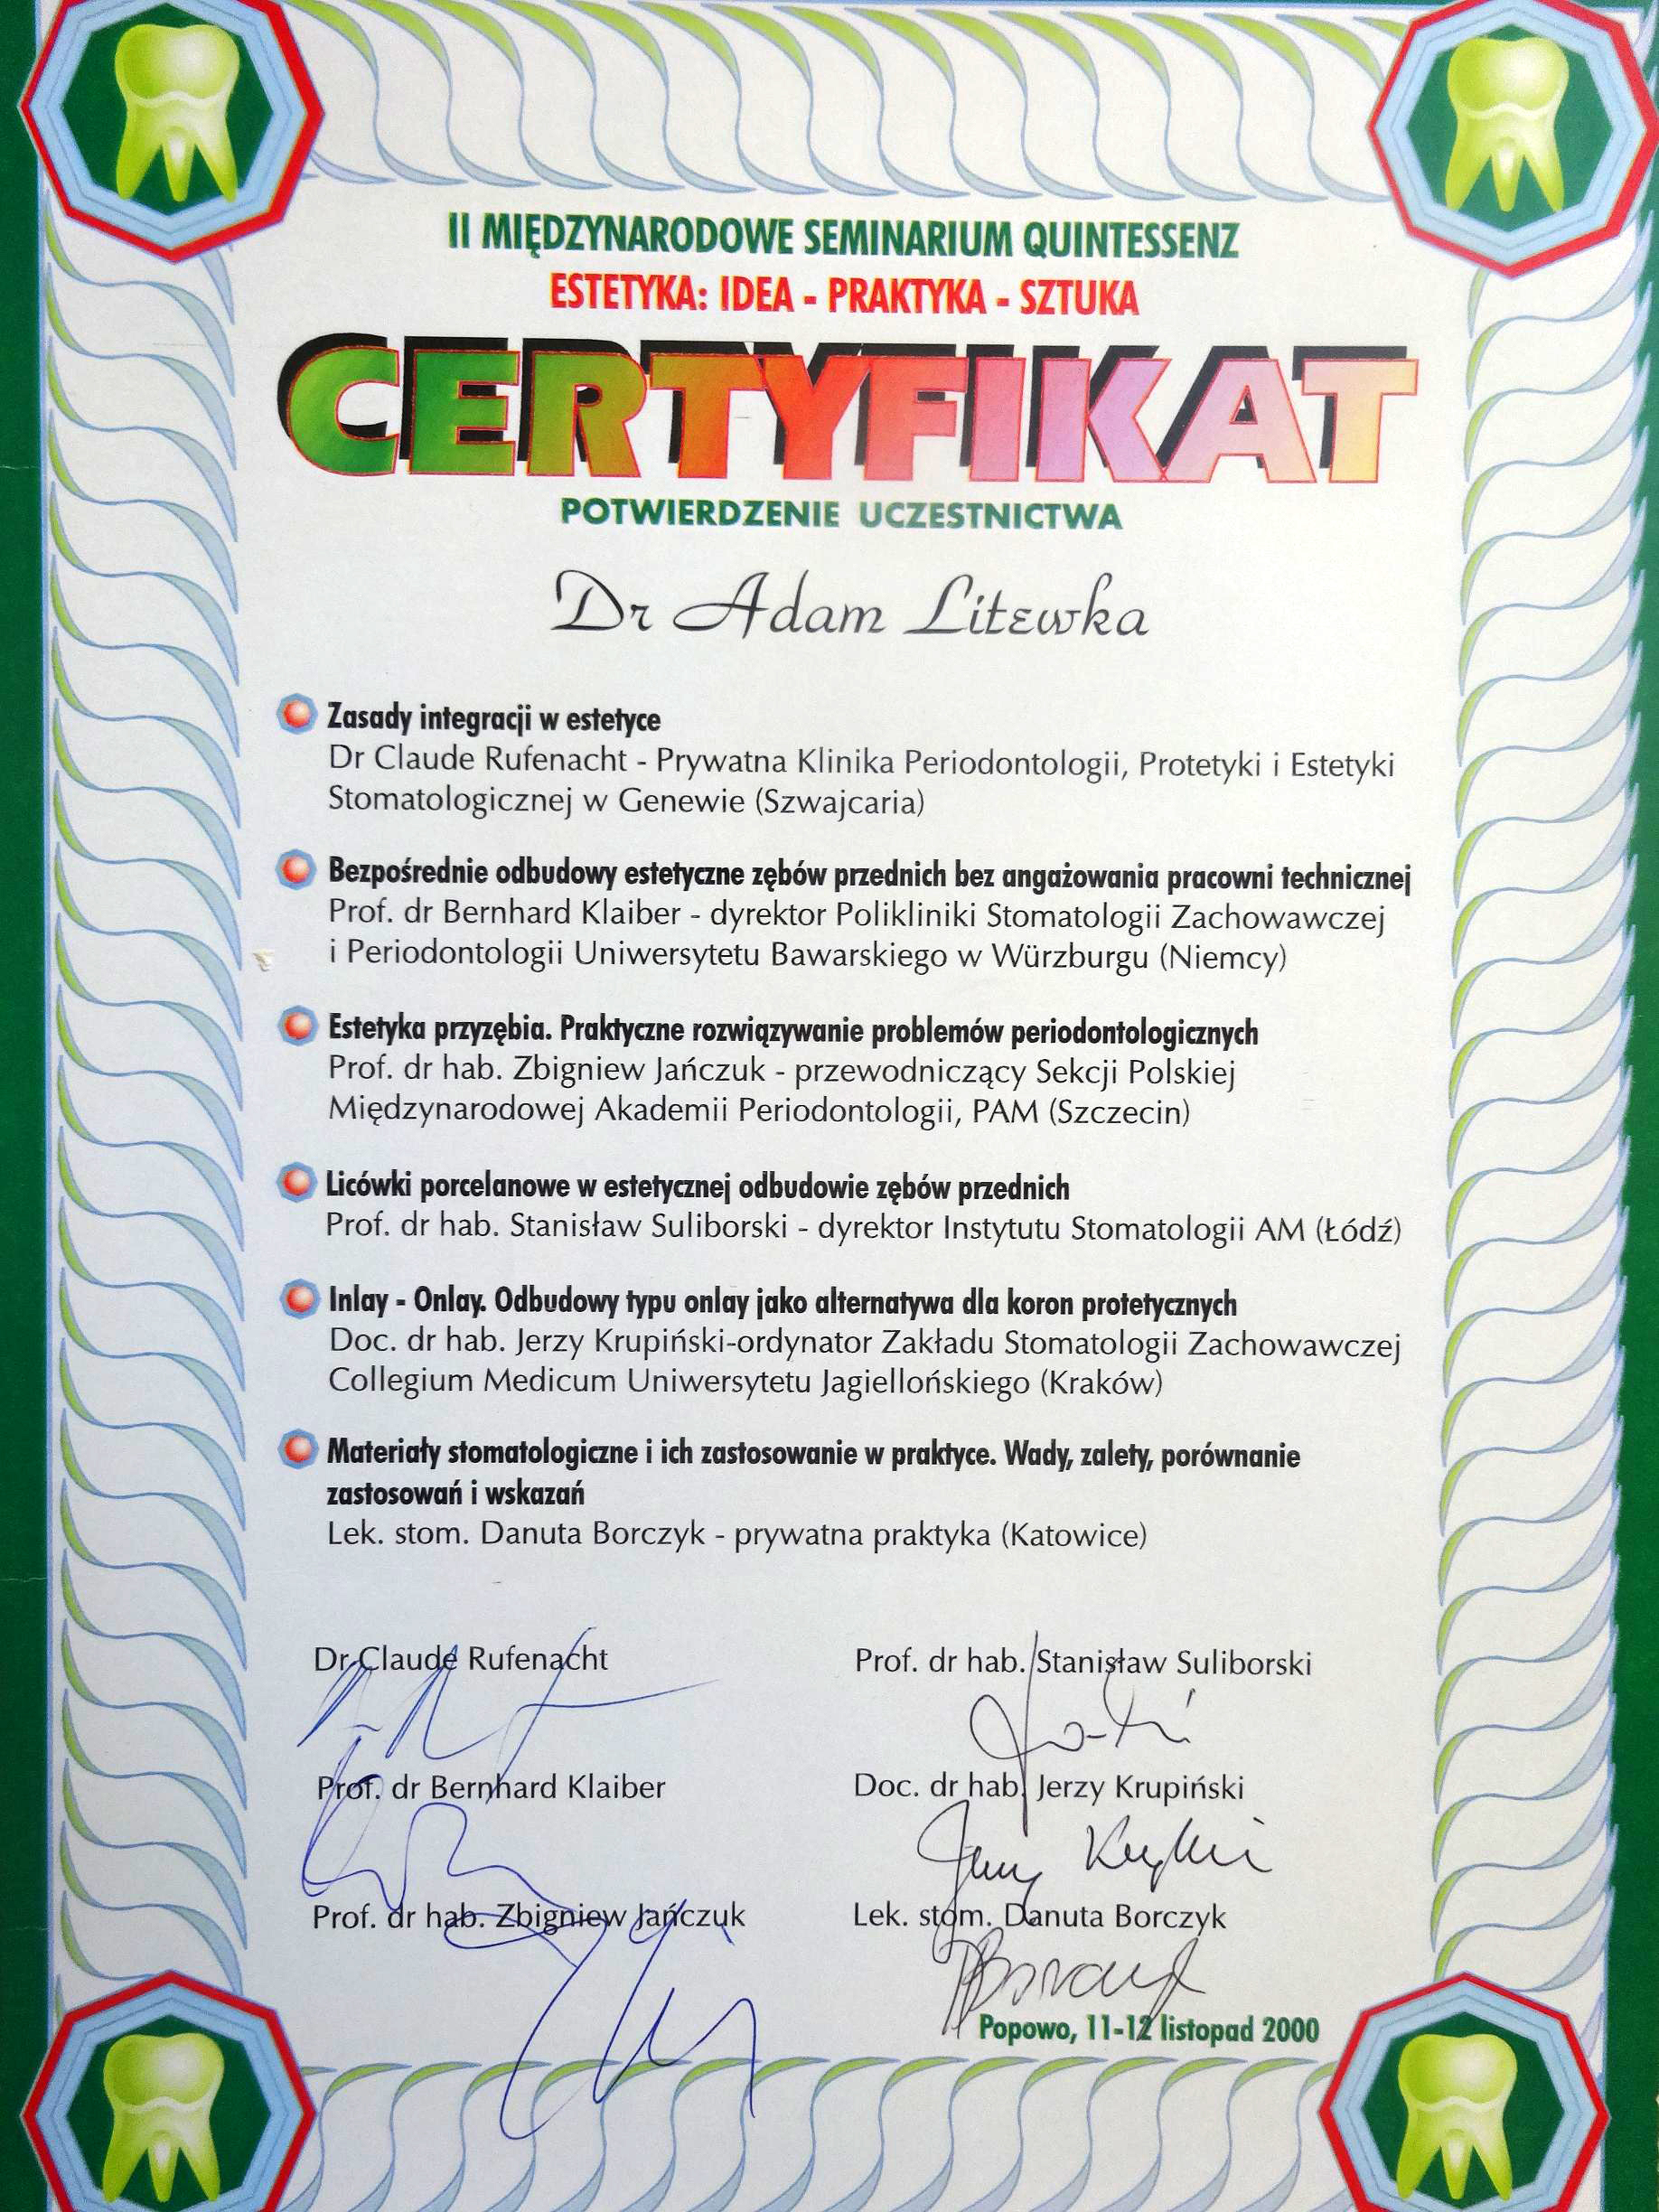 II MIĘDZYNARODOWE SEMINARIUM QUINTESSENZ
ESTETYKA: IDEA - PRAKTYKA - SZTUKA
CERTYFIKAT
POTWIERDZENIE UCZESTNICTWA
Dr Adam Litewka
Zasady integracji w estetyce
Dr Claude Rufenacht - Prywatna Klinika Periodontologii, Protetyki i Estetyki
Stomatologicznej w Genewie (Szwajcaria)
Bezpośrednie odbudowy estetyczne zębów przednich bez angażowania pracowni technicznej
Prof. dr Bernhard Klaiber - dyrektor Polikliniki Stomatologii Zachowawczej
i Periodontologii Uniwersytetu Bawarskiego w Würzburgu (Niemcy)
Estetyka przyzębia. Praktyczne rozwiązywanie problemów periodontologicznych
Prof. dr hab. Zbigniew Jańczuk - przewodniczący Sekcji Polskiej
Międzynarodowej Akademii Periodontologii, PAM (Szczecin)
Licówki porcelanowe w estetycznej odbudowie zębów przednich
Prof. dr hab. Stanisław Suliborski - dyrektor Instytutu Stomatologii AM (Łódź)
Inlay - Onlay. Odbudowy typu onlay jako alternatywa dla koron protetycznych
Doc. dr hab. Jerzy Krupiński-ordynator Zakładu Stomatologii Zachowawczej
Collegium Medicum Uniwersytetu Jagiellońskiego (Kraków)
Materiały stomatologiczne i ich zastosowanie w praktyce. Wady, zalety, porównanie
zastosowań i wskazań
Lek. stom. Danuta Borczyk - prywatna praktyka (Katowice)
Dr Claude Rufenacht
Prof. dr hab. Stanisław Suliborski
Prof. dr Bernhard Klaiber
Doc. dr hab. Jerzy Krupiński
Prof. dr hab. Zbigniew Jańczuk
Lek. stom. Danuta Borczyk
Popowo, 11-12 listopad 2000